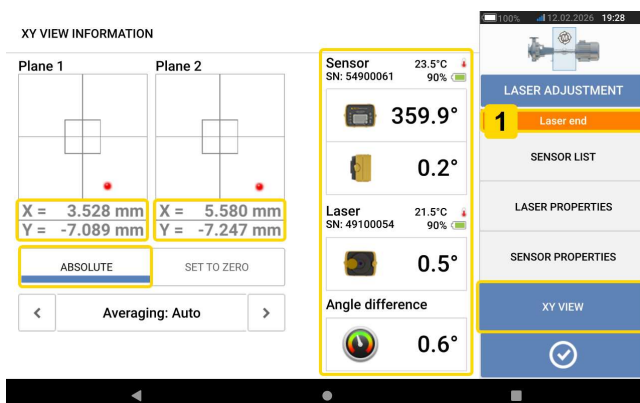 100% 12.02.2026 19:28
XY VIEW INFORMATION
Plane 1
Plane 2
X = 3.528 mm
Y = -7.089 mm
X = 5.580 mm
Y = -7.247 mm
ABSOLUTE
SET TO ZERO
<
Averaging: Auto
>
Sensor 23.5°C
SN: 54900061 90%
359.9°
0.2°
Laser 21.5°C
SN: 49100054 90%
0.5°
Angle difference
0.6°
LASER ADJUSTMENT
1 Laser end
SENSOR LIST
LASER PROPERTIES
SENSOR PROPERTIES
XY VIEW